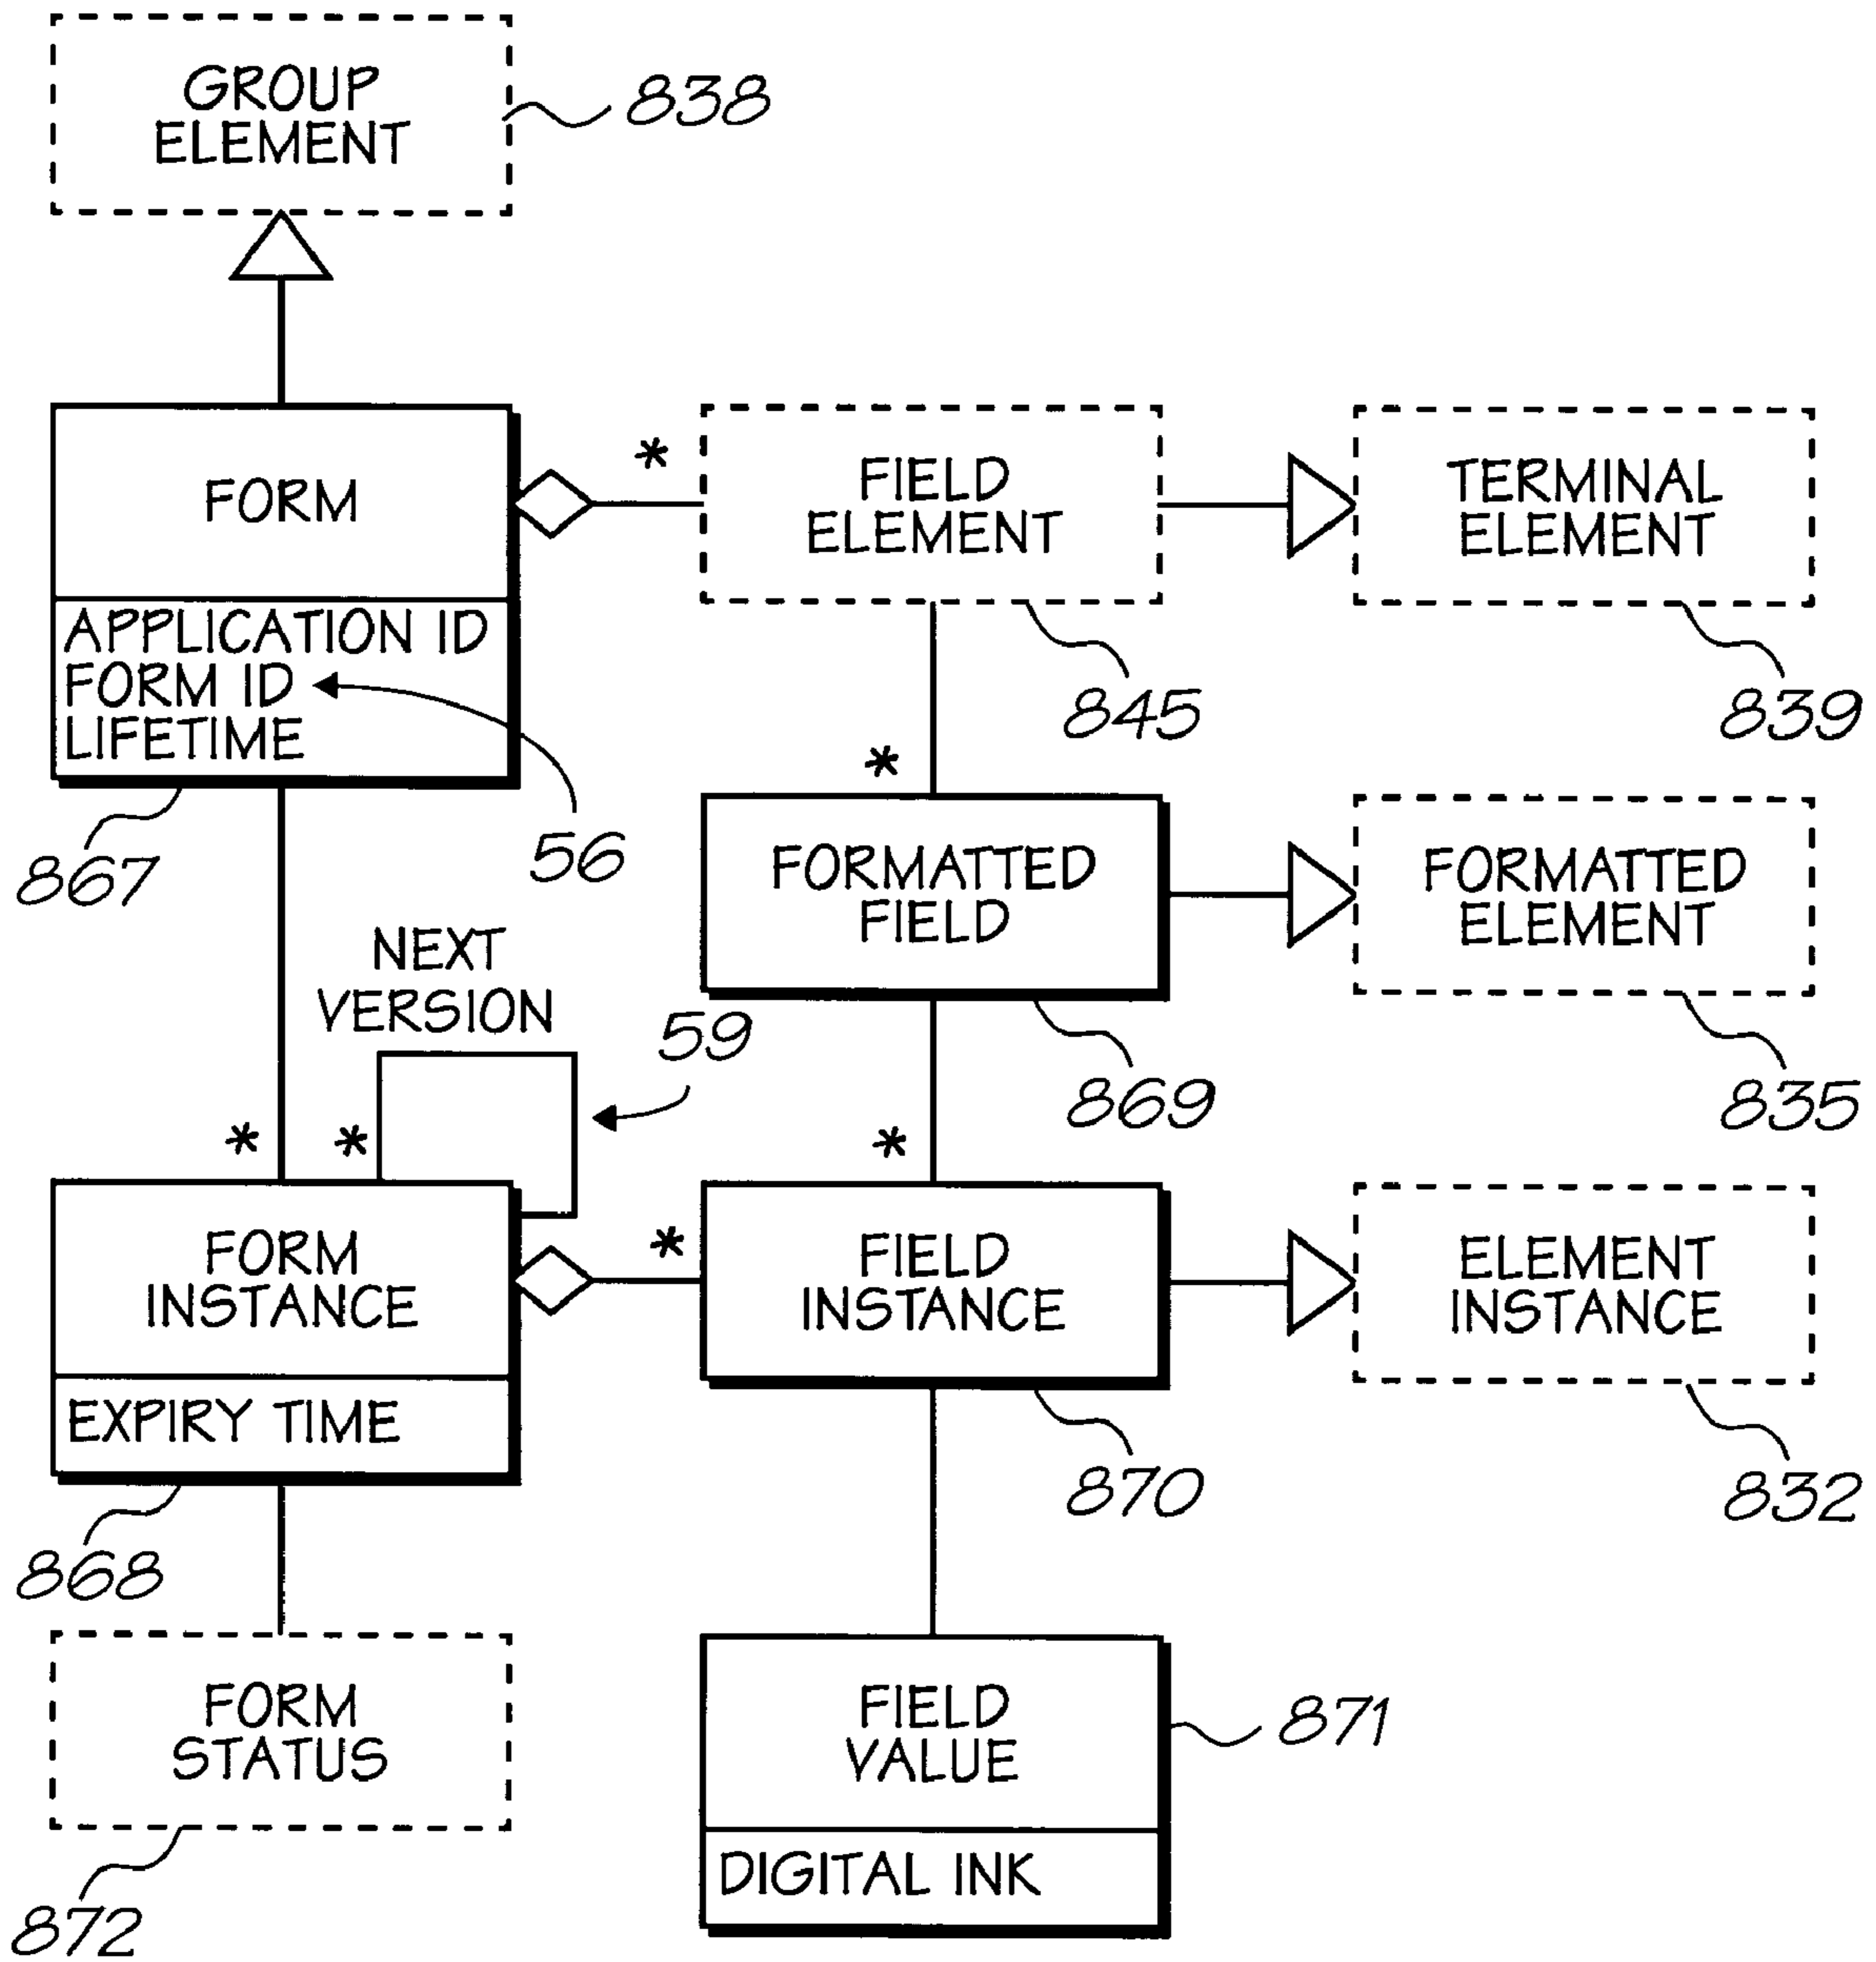 GROUP
ELEMENT
838
FORM
*
FIELD
ELEMENT
TERMINAL
ELEMENT
APPLICATION ID
FORM ID
LIFETIME
845
839
*
867
56
FORMATTED
FIELD
FORMATTED
ELEMENT
NEXT
VERSION
59
869
835
*
*
*
FORM
INSTANCE
*
FIELD
INSTANCE
ELEMENT
INSTANCE
EXPIRY TIME
870
832
868
FORM
STATUS
FIELD
VALUE
871
DIGITAL INK
872